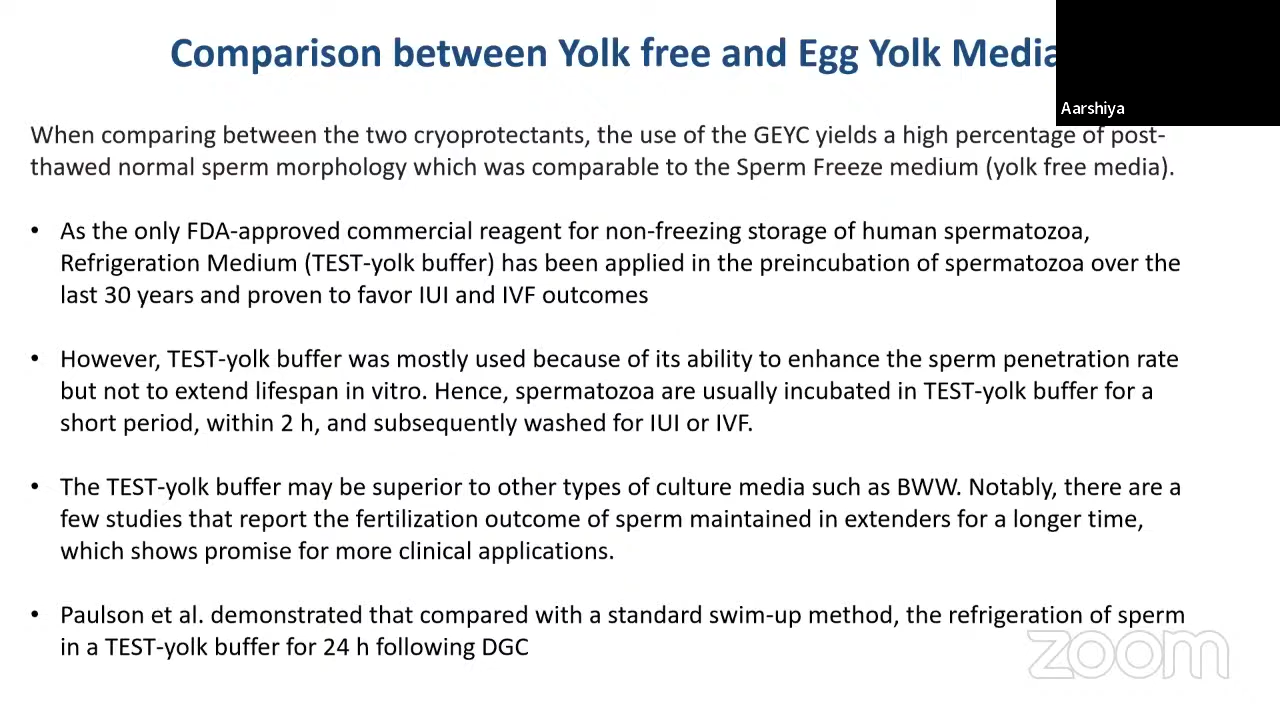 Comparison between Yolk free and Egg Yolk Media
Aarshiya
When comparing between the two cryoprotectants, the use of the GEYC yields a high percentage of post-
thawed normal sperm morphology which was comparable to the Sperm Freeze medium (yolk free media).
• As the only FDA-approved commercial reagent for non-freezing storage of human spermatozoa,
Refrigeration Medium (TEST-yolk buffer) has been applied in the preincubation of spermatozoa over the
last 30 years and proven to favor IUI and IVF outcomes
• However, TEST-yolk buffer was mostly used because of its ability to enhance the sperm penetration rate
but not to extend lifespan in vitro. Hence, spermatozoa are usually incubated in TEST-yolk buffer for a
short period, within 2 h, and subsequently washed for IUI or IVF.
• The TEST-yolk buffer may be superior to other types of culture media such as BWW. Notably, there are a
few studies that report the fertilization outcome of sperm maintained in extenders for a longer time,
which shows promise for more clinical applications.
• Paulson et al. demonstrated that compared with a standard swim-up method, the refrigeration of sperm
in a TEST-yolk buffer for 24 h following DGC
zoom